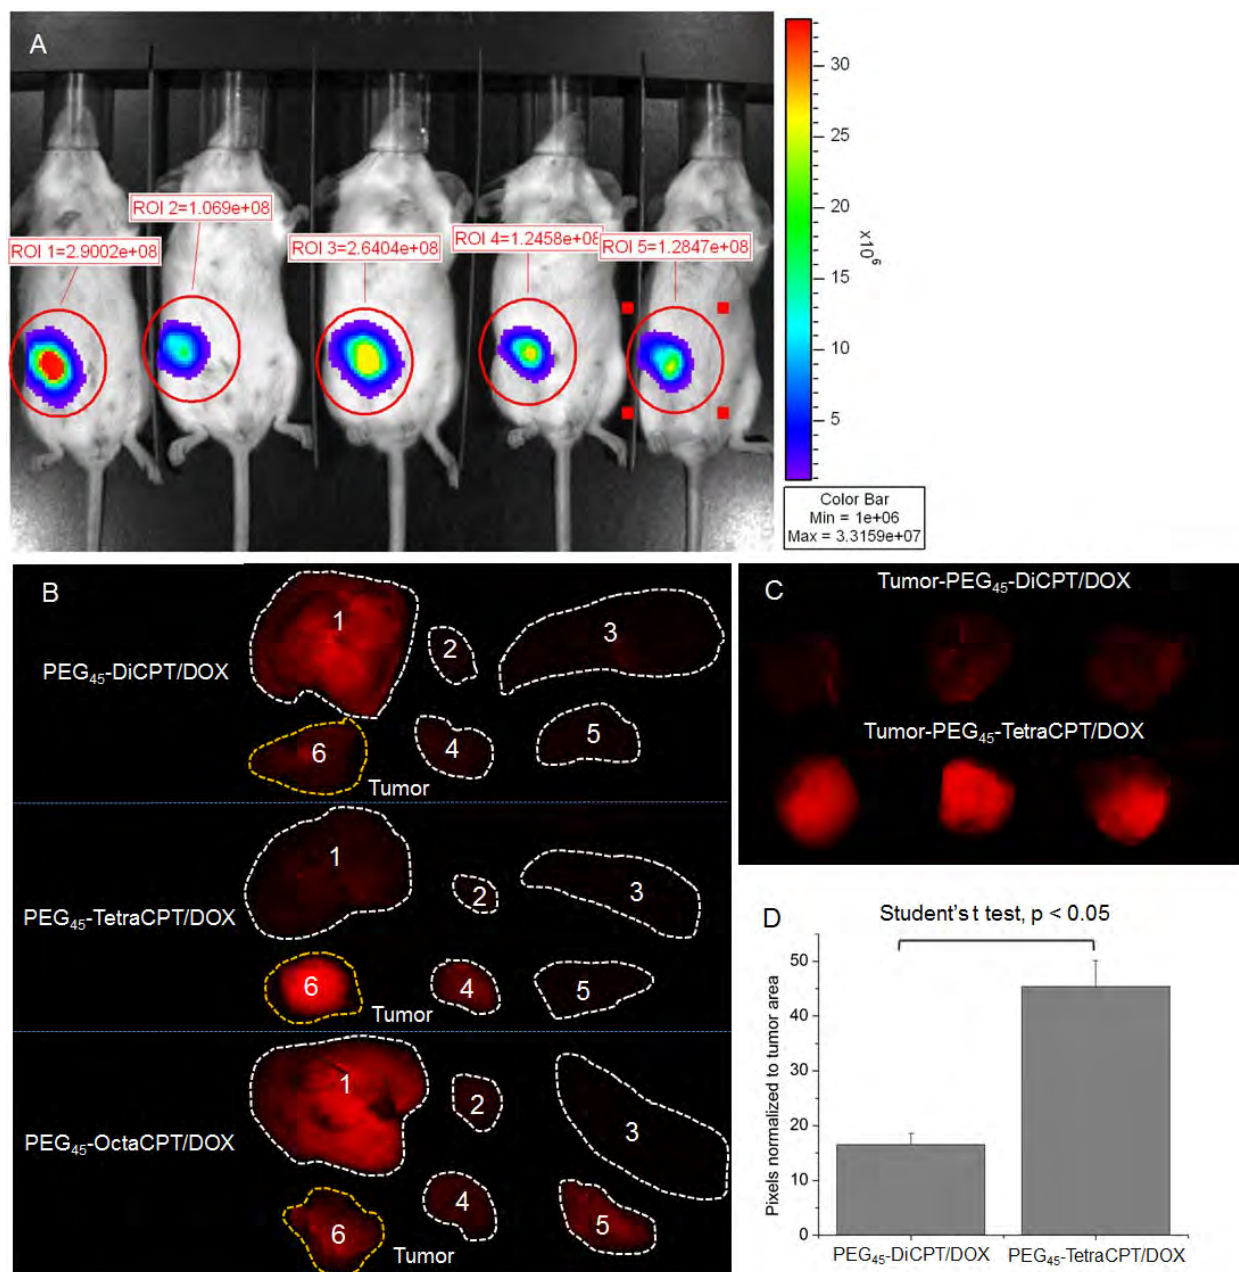 A
ROI 1=2.9002e+08
ROI 2=1.069e+08
ROI 3=2.6404e+08
ROI 4=1.2458e+08
ROI 5=1.2847e+08
30
25
20
15
10
5
x10⁶
Color Bar
Min = 1e+06
Max = 3.3159e+07
B
PEG₄₅-DiCPT/DOX
1
2
3
4
5
6
Tumor
PEG₄₅-TetraCPT/DOX
1
2
3
4
5
6
Tumor
PEG₄₅-OctaCPT/DOX
1
2
3
4
5
6
Tumor
C
Tumor-PEG₄₅-DiCPT/DOX
Tumor-PEG₄₅-TetraCPT/DOX
D
Student's t test, p < 0.05
Pixels normalized to tumor area
50
45
40
30
20
10
0
PEG₄₅-DiCPT/DOX
PEG₄₅-TetraCPT/DOX